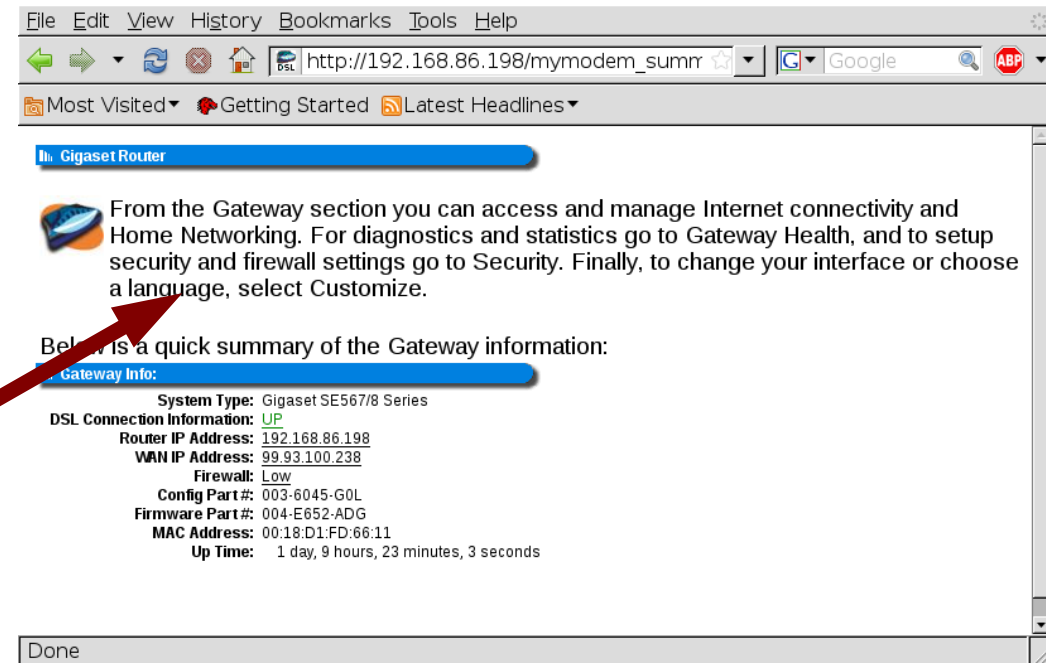 File Edit View History Bookmarks Tools Help
DSL http://192.168.86.198/mymodem_summ G Google ABP
Most Visited Getting Started Latest Headlines
Gigaset Router
From the Gateway section you can access and manage Internet connectivity and
Home Networking. For diagnostics and statistics go to Gateway Health, and to setup
security and firewall settings go to Security. Finally, to change your interface or choose
a language, select Customize.
Below is a quick summary of the Gateway information:
Gateway Info:
System Type: Gigaset SE567/8 Series
DSL Connection Information: UP
Router IP Address: 192.168.86.198
WAN IP Address: 99.93.100.238
Firewall: Low
Config Part #: 003-6045-G0L
Firmware Part #: 004-E652-ADG
MAC Address: 00:18:D1:FD:66:11
Up Time: 1 day, 9 hours, 23 minutes, 3 seconds
Done